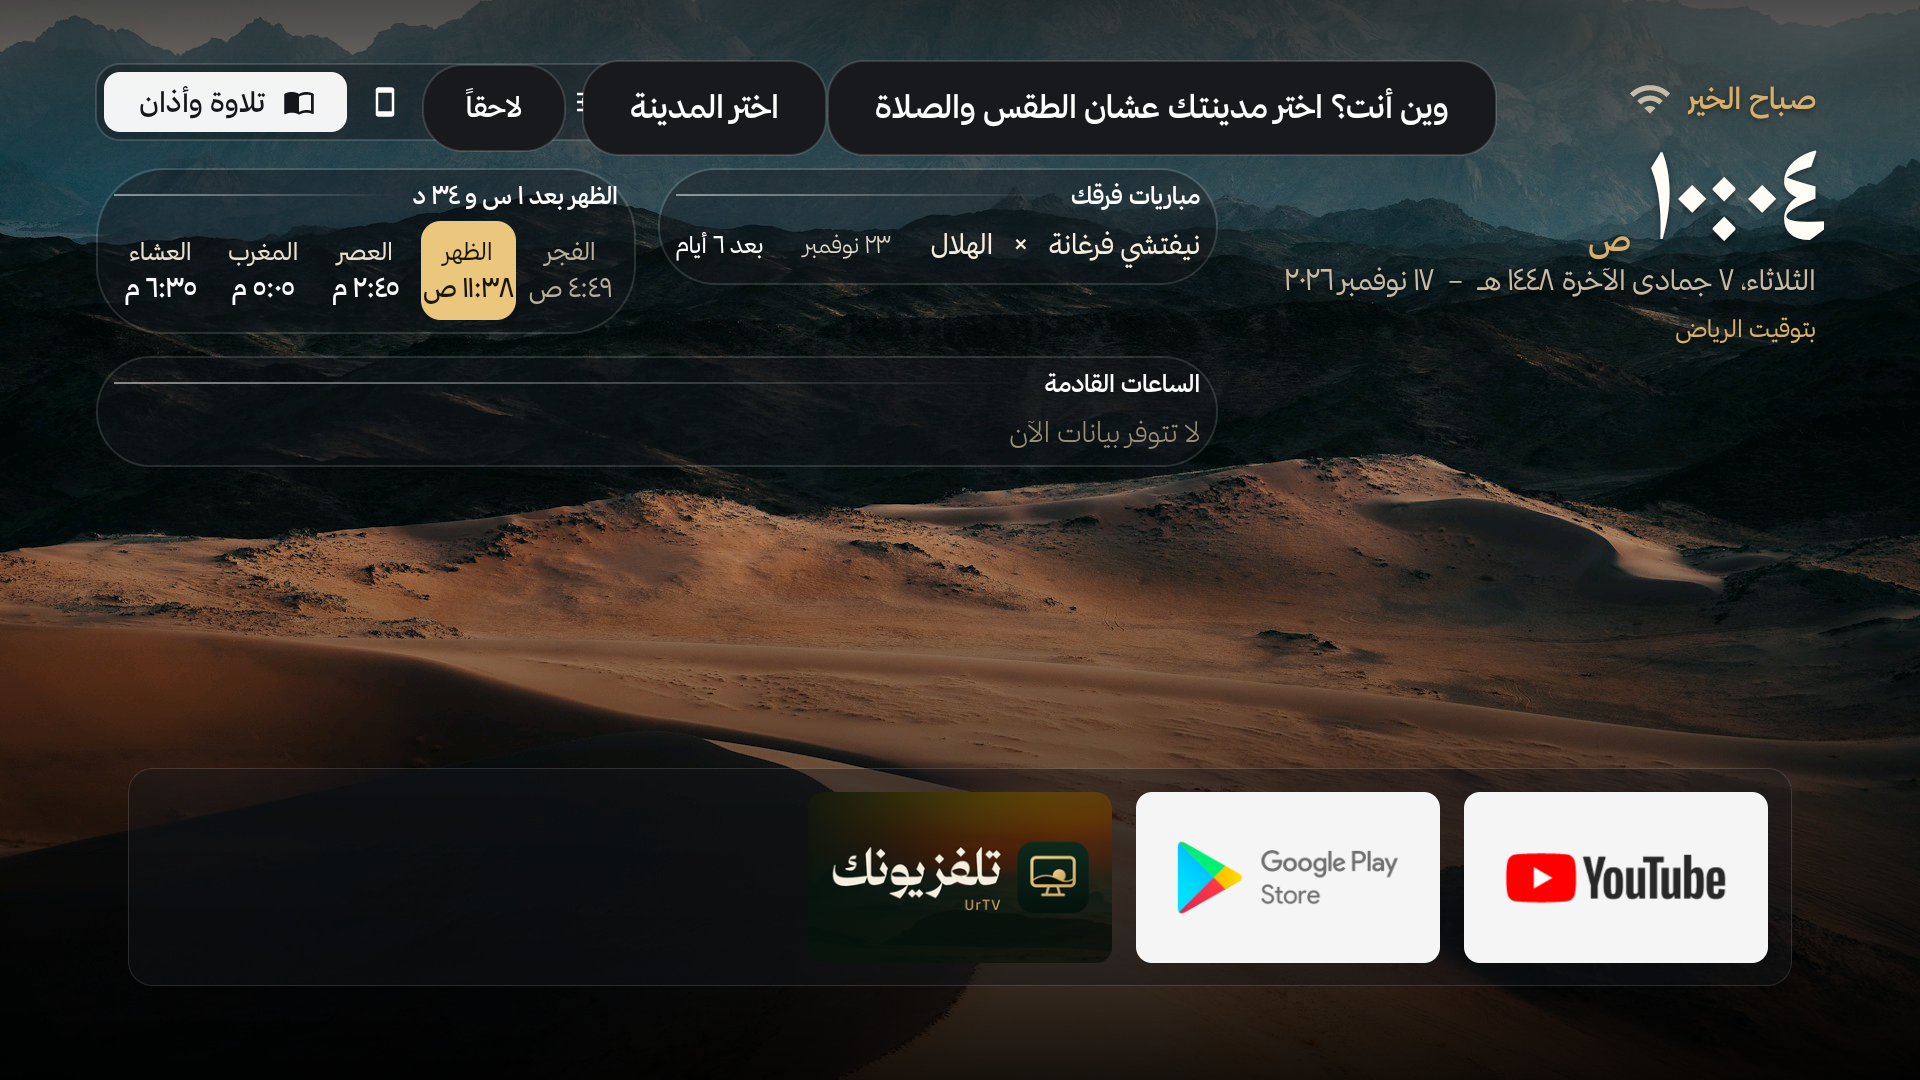 صباح الخير
١٠:٠٤ ص
الثلاثاء، ٧ جمادى الآخرة ١٤٤٨ هـ – ١٧ نوفمبر ٢٠٢٦
بتوقيت الرياض
وين أنت؟ اختر مدينتك عشان الطقس والصلاة
اختر المدينة
لاحقاً
تلاوة وأذان
مباريات فرقك
نيفتشي فرغانة × الهلال ٢٣ نوفمبر بعد ٦ أيام
الظهر بعد ١ س و ٣٤ د
الفجر الظهر العصر المغرب العشاء
٤:٤٩ ص ١١:٣٨ ص ٢:٤٥ م ٥:٠٥ م ٦:٣٥ م
الساعات القادمة
لا تتوفر بيانات الآن
YouTube
Google Play
Store
تلفزيونك
UrTV